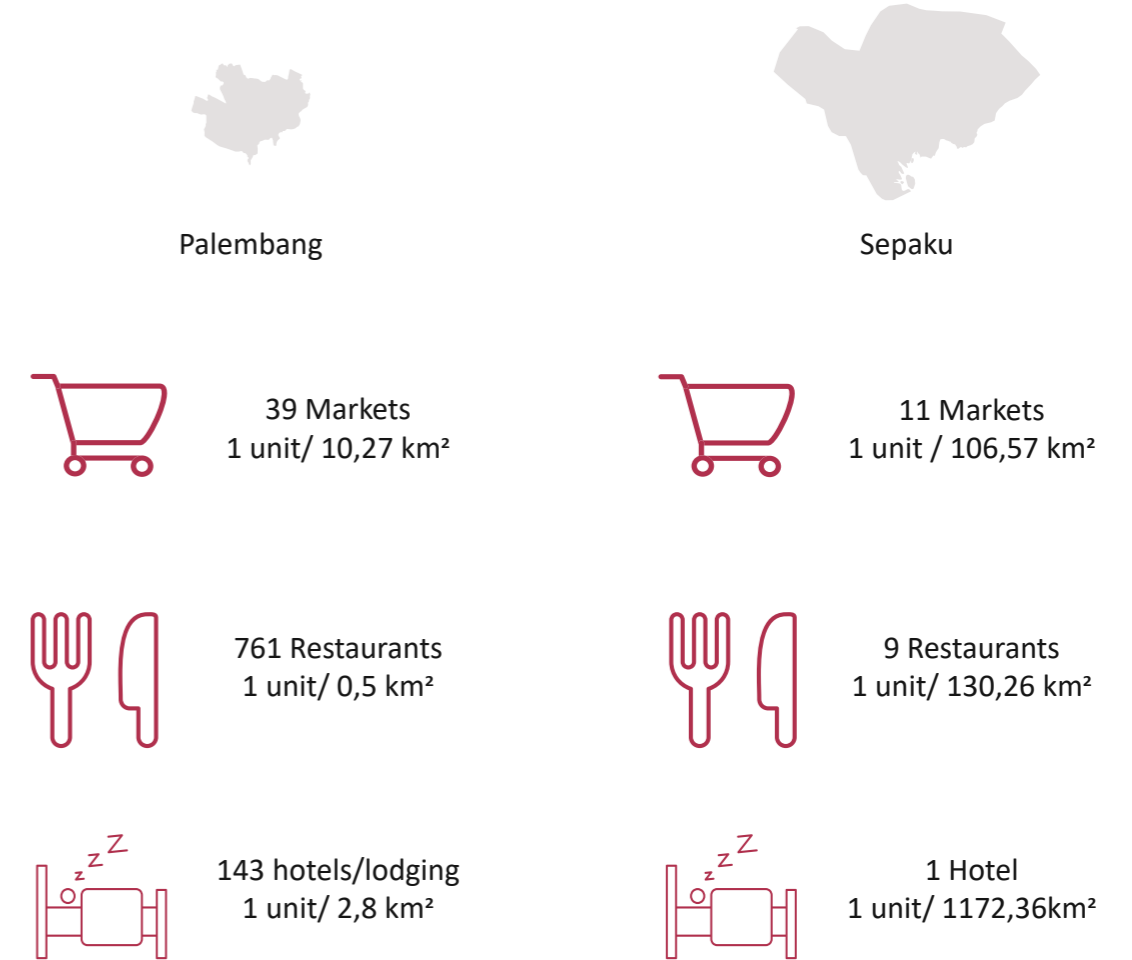 Palembang
Sepaku
39 Markets
1 unit/ 10,27 km²
11 Markets
1 unit / 106,57 km²
761 Restaurants
1 unit/ 0,5 km²
9 Restaurants
1 unit/ 130,26 km²
z z Z
143 hotels/lodging
1 unit/ 2,8 km²
z z Z
1 Hotel
1 unit/ 1172,36km²